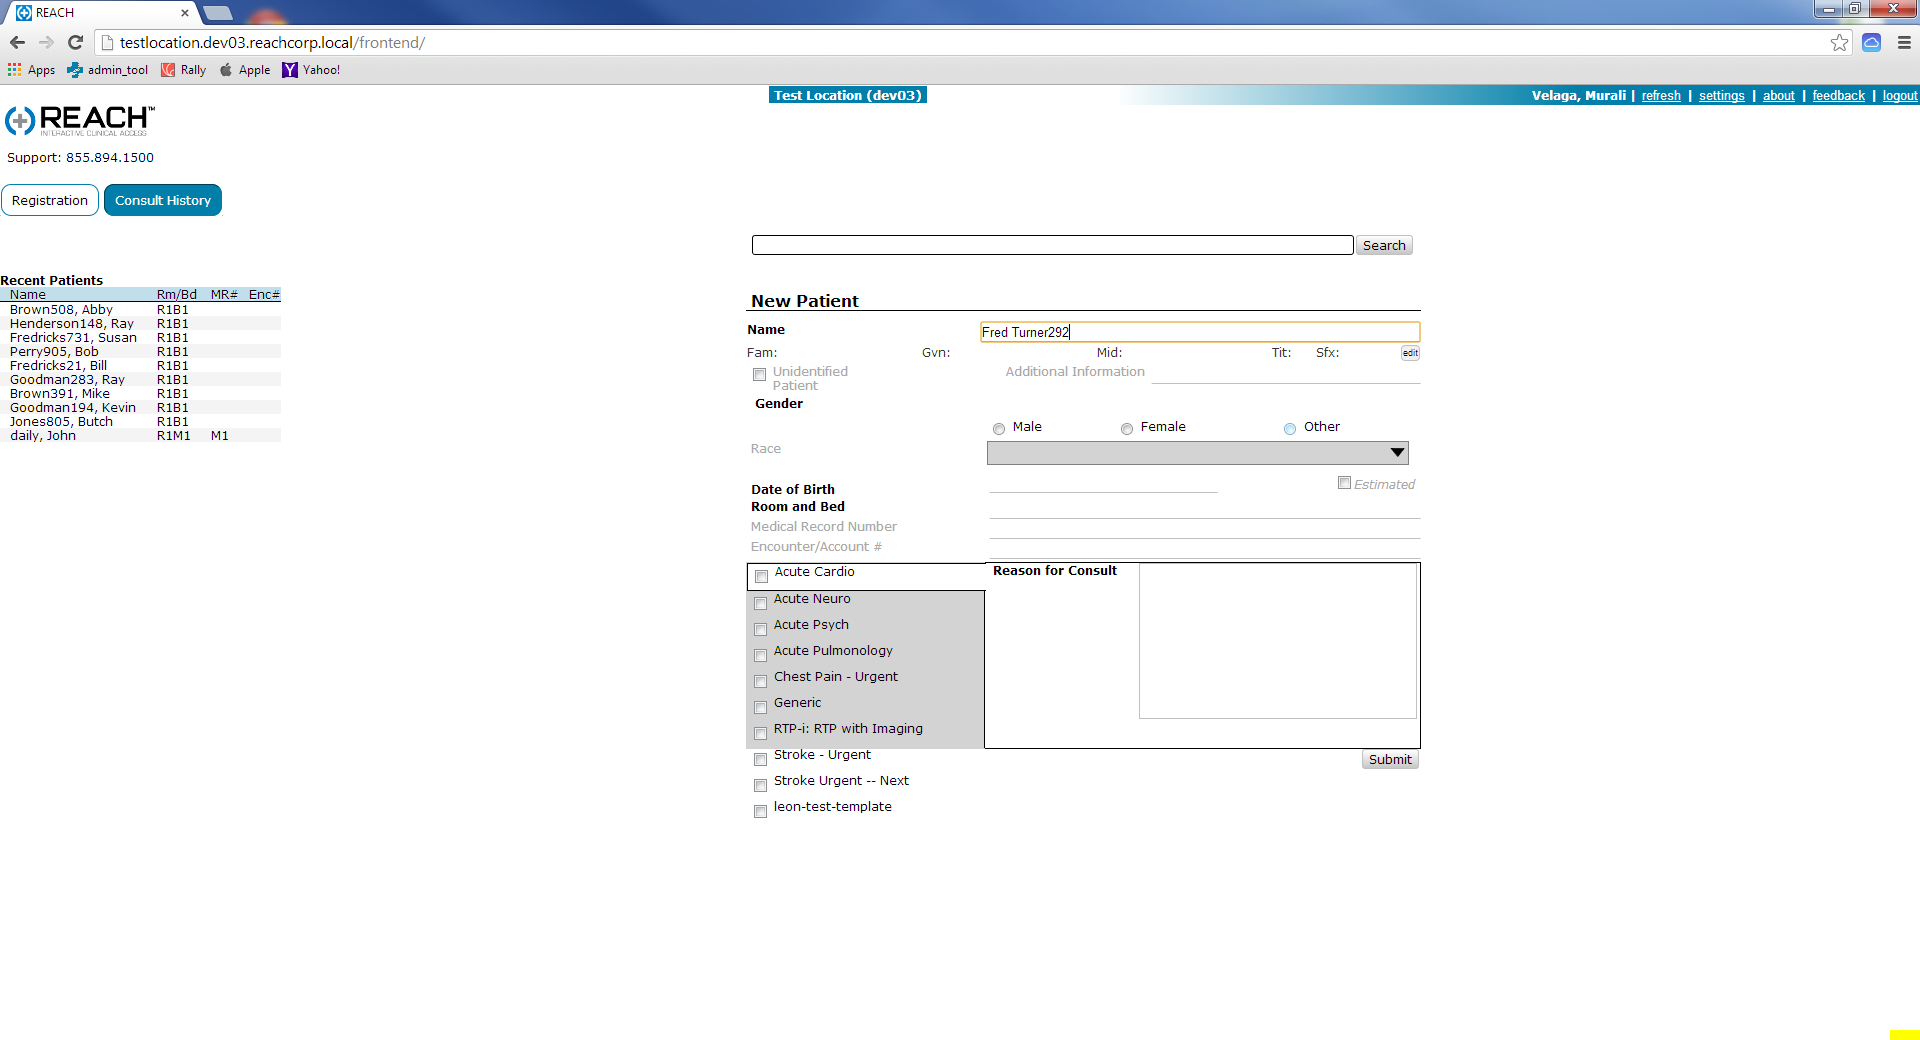 REACH
testlocation.dev03.reachcorp.local/frontend/
Apps admin_tool Rally Apple Yahoo!
Test Location (dev03)
Velaga, Murali | refresh | settings | about | feedback | logout
REACH™
INTERACTIVE CLINICAL ACCESS
Support: 855.894.1500
Registration Consult History
Search
Recent Patients
Name Rm/Bd MR# Enc#
Brown508, Abby R1B1
Henderson148, Ray R1B1
Fredricks731, Susan R1B1
Perry905, Bob R1B1
Fredricks21, Bill R1B1
Goodman283, Ray R1B1
Brown391, Mike R1B1
Goodman194, Kevin R1B1
Jones805, Butch R1B1
daily, John R1M1 M1
New Patient
Name Fred Turner292
Fam: Gvn: Mid: Tit: Sfx: edit
Unidentified
Patient
Additional Information
Gender
Male Female Other
Race
Date of Birth Estimated
Room and Bed
Medical Record Number
Encounter/Account #
Acute Cardio
Acute Neuro
Acute Psych
Acute Pulmonology
Chest Pain - Urgent
Generic
RTP-i: RTP with Imaging
Stroke - Urgent
Stroke Urgent -- Next
leon-test-template
Reason for Consult
Submit